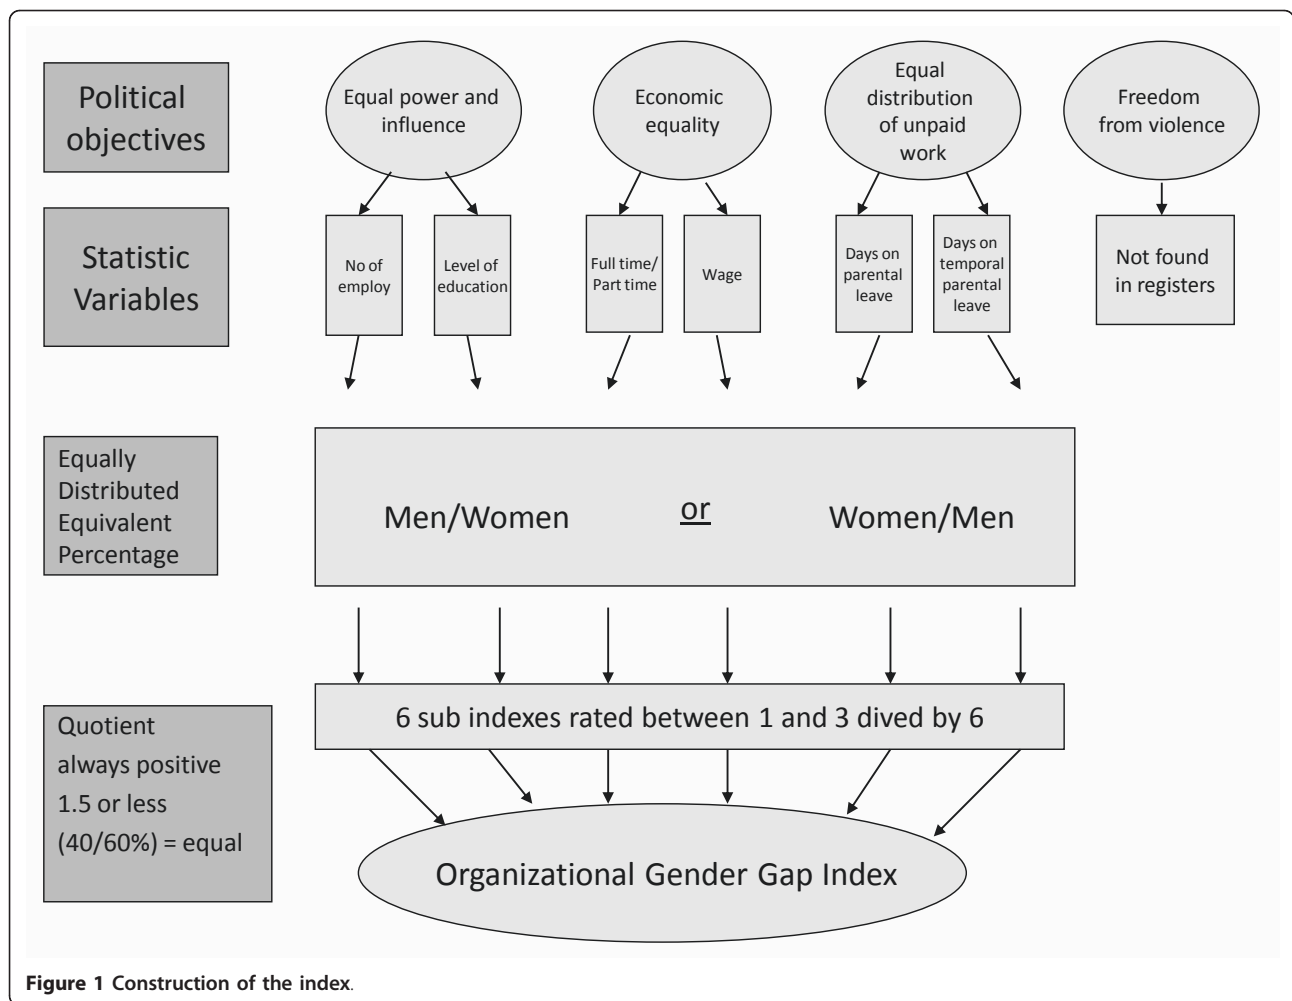 Political
objectives
Equal power and
influence
Economic
equality
Equal
distribution
of unpaid
work
Freedom
from violence
Statistic
Variables
No of
employ
Level of
education
Full time/
Part time
Wage
Days on
parental
leave
Days on
temporal
parental
leave
Not found
in registers
Equally
Distributed
Equivalent
Percentage
Men/Women
or
Women/Men
Quotient
always positive
1.5 or less
(40/60%) = equal
6 sub indexes rated between 1 and 3 dived by 6
Organizational Gender Gap Index
Figure 1 Construction of the index.